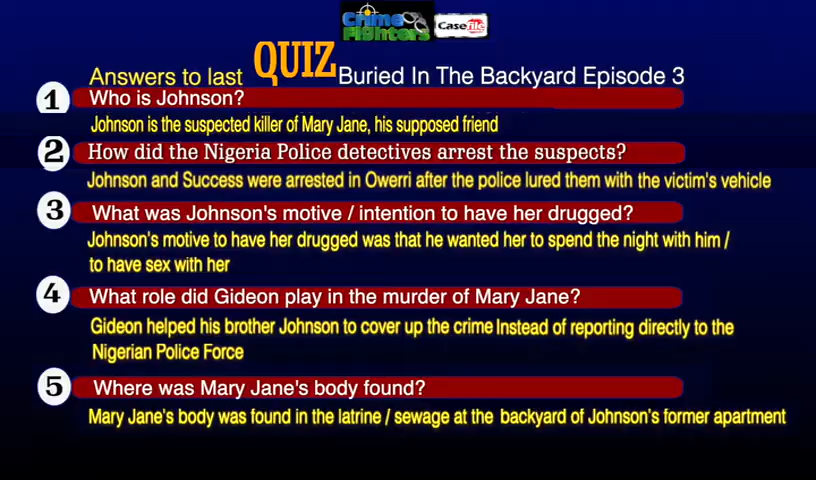 Crime Fighters
Case file
Answers to last QUIZ Buried In The Backyard Episode 3
1 Who is Johnson?
Johnson is the suspected killer of Mary Jane, his supposed friend
2 How did the Nigeria Police detectives arrest the suspects?
Johnson and Success were arrested in Owerri after the police lured them with the victim's vehicle
3 What was Johnson's motive / intention to have her drugged?
Johnson's motive to have her drugged was that he wanted her to spend the night with him /
to have sex with her
4 What role did Gideon play in the murder of Mary Jane?
Gideon helped his brother Johnson to cover up the crime Instead of reporting directly to the
Nigerian Police Force
5 Where was Mary Jane's body found?
Mary Jane's body was found in the latrine / sewage at the backyard of Johnson's former apartment